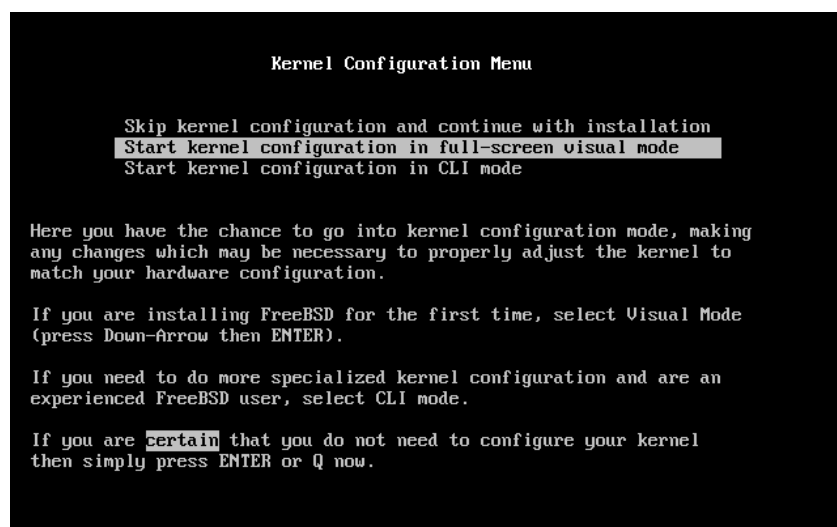 Kernel Configuration Menu
Skip kernel configuration and continue with installation
Start kernel configuration in full-screen visual mode
Start kernel configuration in CLI mode
Here you have the chance to go into kernel configuration mode, making
any changes which may be necessary to properly adjust the kernel to
match your hardware configuration.
If you are installing FreeBSD for the first time, select Visual Mode
(press Down-Arrow then ENTER).
If you need to do more specialized kernel configuration and are an
experienced FreeBSD user, select CLI mode.
If you are certain that you do not need to configure your kernel
then simply press ENTER or Q now.